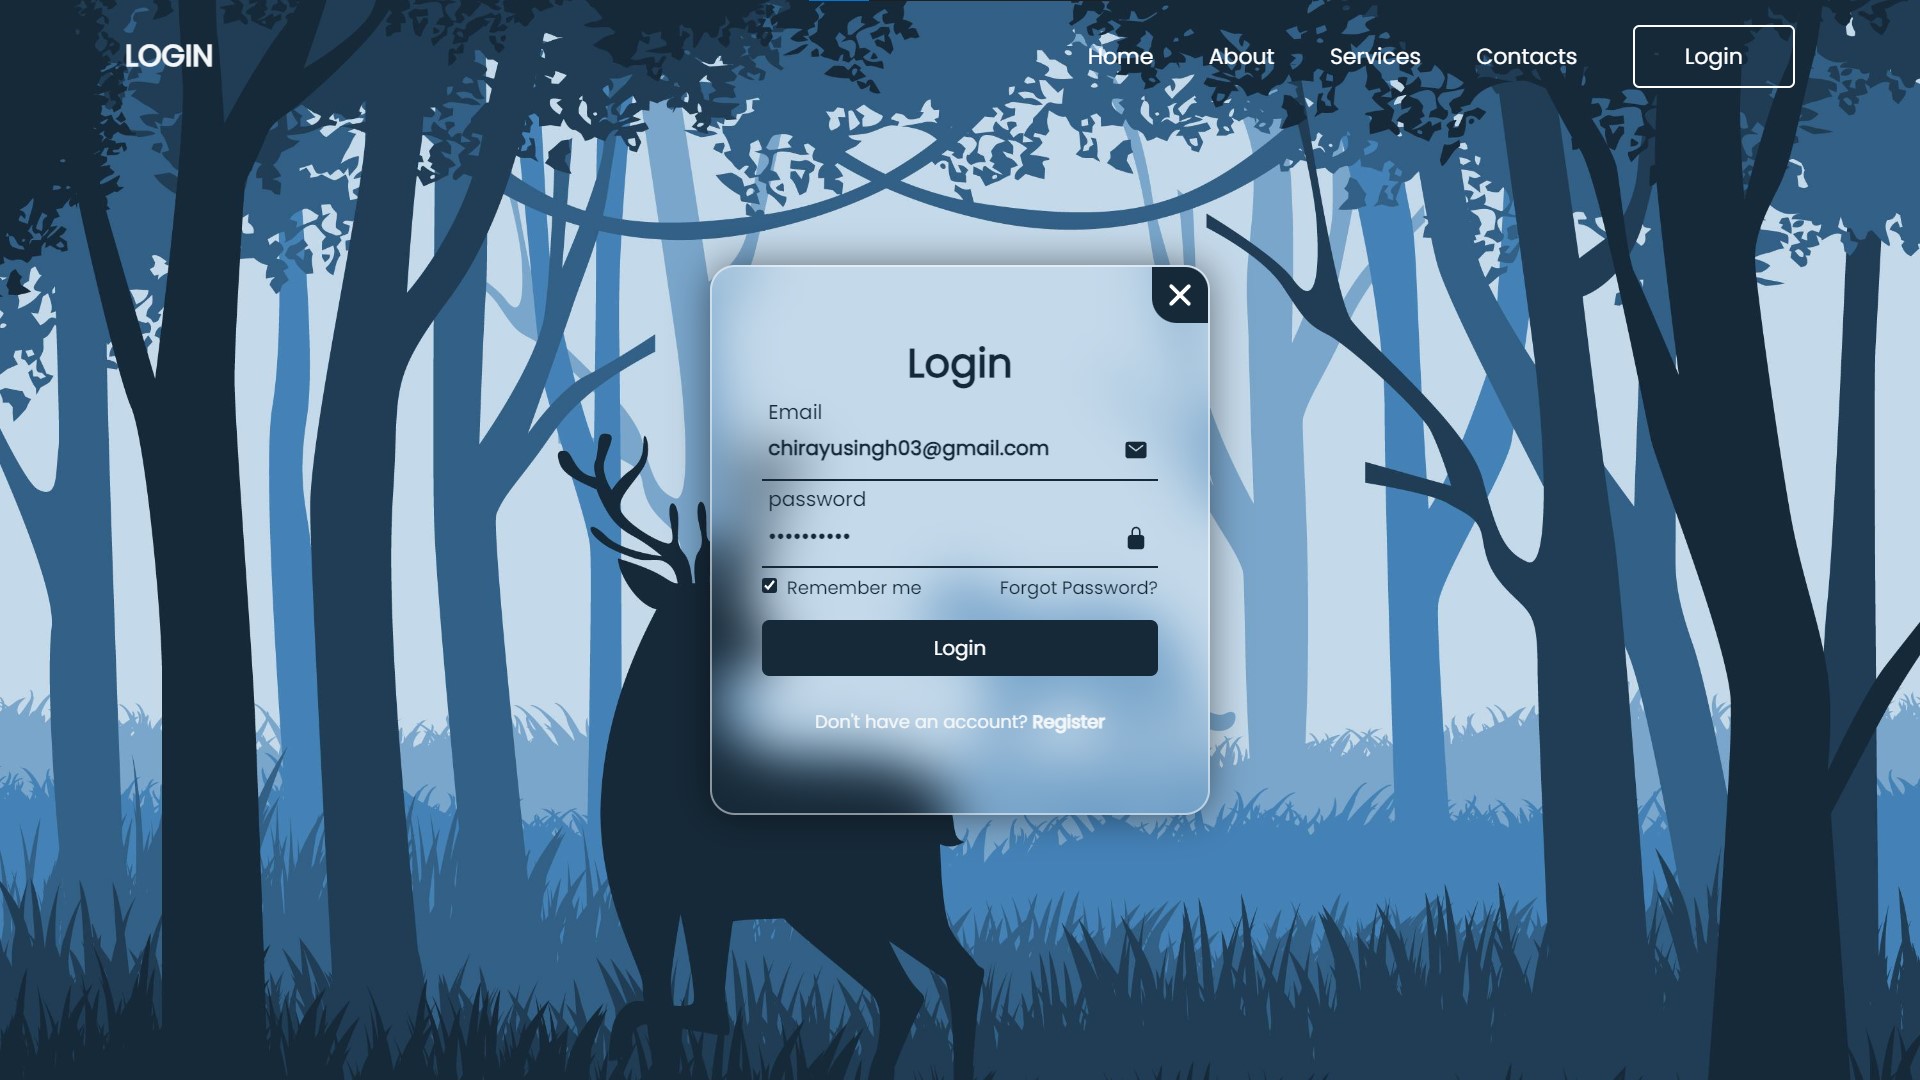 LOGIN Home About Services Contacts Login
Login
Email
chirayusingh03@gmail.com
password
••••••••••
Remember me Forgot Password?
Login
Don't have an account? Register